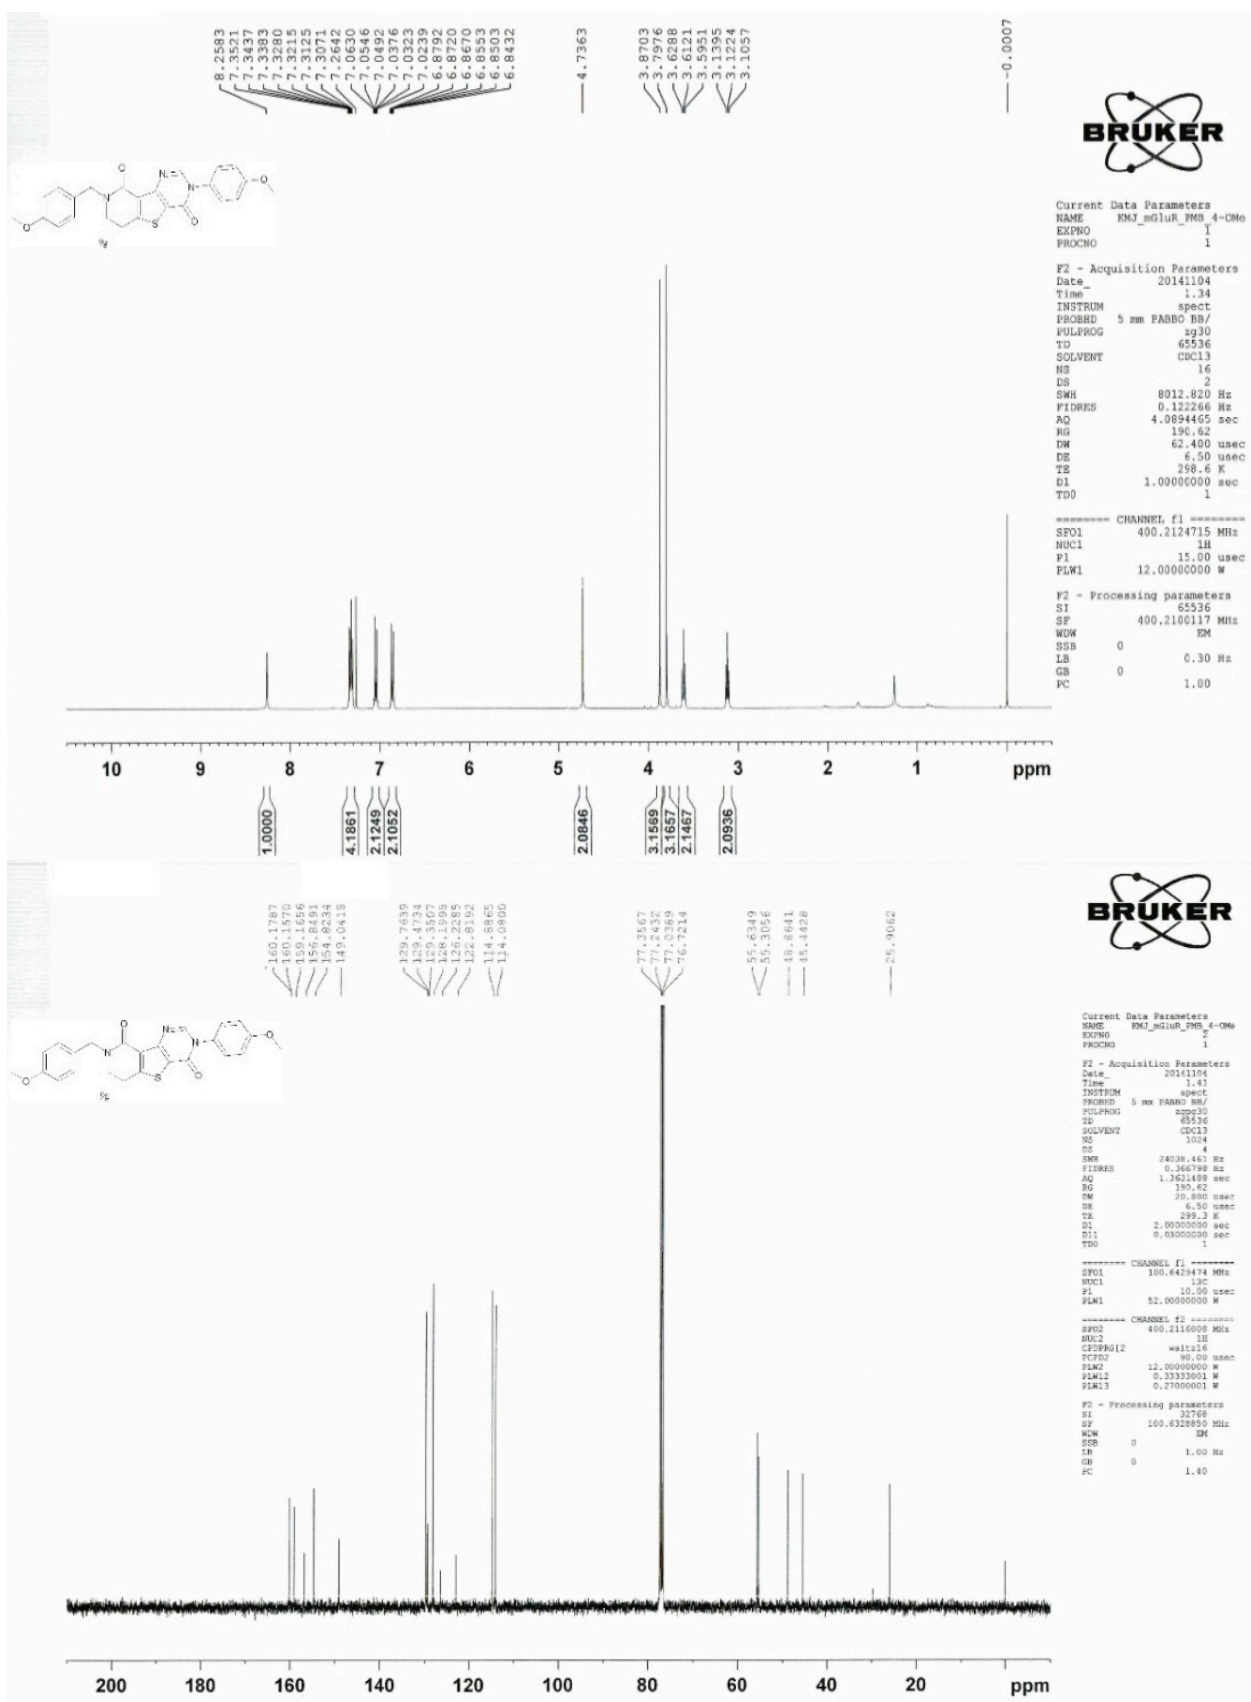 8.2583
7.3521
7.3437
7.3383
7.3280
7.3215
7.3125
7.3071
7.2642
7.0630
7.0546
7.0492
7.0376
7.0323
7.0239
6.8792
6.8720
6.8670
6.8553
6.8503
6.8432
4.7363
3.8703
3.7976
3.6288
3.6121
3.5951
3.1395
3.1224
3.1057
-0.0007
BRUKER
O
N
N
N
O
O
S
O
Current Data Parameters
NAME KMJ_mGluR_PMB_4-OMe
EXPNO 1
PROCNO 1
F2 - Acquisition Parameters
Date_ 20141104
Time 1.34
INSTRUM spect
PROBHD 5 mm PABBO BB/
PULPROG zg30
TD 65536
SOLVENT CDCl3
NS 16
DS 2
SWH 8012.820 Hz
FIDRES 0.122266 Hz
AQ 4.0894465 sec
RG 190.62
DW 62.400 usec
DE 6.50 usec
TE 298.6 K
D1 1.00000000 sec
TD0 1
======== CHANNEL f1 ========
SFO1 400.2124715 MHz
NUC1 1H
P1 15.00 usec
PLW1 12.00000000 W
F2 - Processing parameters
SI 65536
SF 400.2100117 MHz
WDW EM
SSB 0
LB 0.30 Hz
GB 0
PC 1.00
10 9 8 7 6 5 4 3 2 1 ppm
1.0000
4.1861
2.1249
2.1052
2.0846
3.1569
3.1657
2.1467
2.0936
160.1787
160.1570
159.1656
156.8491
154.8234
149.0418
129.7639
129.4734
129.3507
128.1998
126.2285
122.8192
114.8865
114.0800
77.3567
77.2432
77.0389
76.7214
55.6349
55.3056
48.8641
45.4428
25.9062
BRUKER
O
N
N
N
O
O
S
O
Current Data Parameters
NAME KMJ_mGluR_PMB_4-OMe
EXPNO 2
PROCNO 1
F2 - Acquisition Parameters
Date_ 20141104
Time 1.41
INSTRUM spect
PROBHD 5 mm PABBO BB/
PULPROG zgpg30
TD 65536
SOLVENT CDCl3
NS 1024
DS 4
SWH 24038.461 Hz
FIDRES 0.366798 Hz
AQ 1.3631488 sec
RG 190.62
DW 20.800 usec
DE 6.50 usec
TE 299.3 K
D1 2.00000000 sec
D11 0.03000000 sec
TD0 1
======== CHANNEL f1 ========
SFO1 100.6429474 MHz
NUC1 13C
P1 10.00 usec
PLW1 52.00000000 W
======== CHANNEL f2 ========
SFO2 400.2116008 MHz
NUC2 1H
CPDPRG[2 waltz16
PCPD2 90.00 usec
PLW2 12.00000000 W
PLW12 0.33333001 W
PLW13 0.27000001 W
F2 - Processing parameters
SI 32768
SF 100.6328850 MHz
WDW EM
SSB 0
LB 1.00 Hz
GB 0
PC 1.40
200 180 160 140 120 100 80 60 40 20 ppm